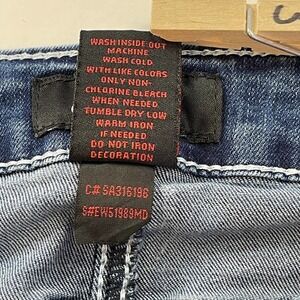 WASH INSIDE OUT
MACHINE
WASH COLD
WITH LIKE COLORS
ONLY NON-
CHLORINE BLEACH
WHEN NEEDED
TUMBLE DRY LOW
WARM IRON
IF NEEDED
DO NOT IRON
DECORATION
C# SA316196
S#EW51989MD